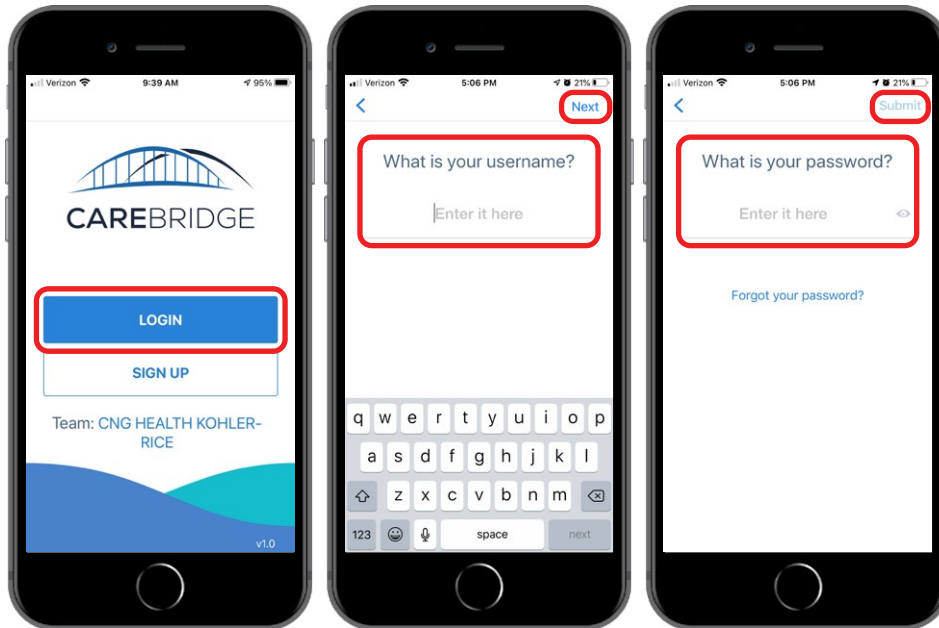 Verizon 9:39 AM 95%
CAREBRIDGE
LOGIN
SIGN UP
Team: CNG HEALTH KOHLER-
RICE
v1.0
Verizon 5:06 PM 21%
Next
What is your username?
Enter it here
q w e r t y u i o p
a s d f g h j k l
z x c v b n m
123 space next
Verizon 5:06 PM 21%
Submit
What is your password?
Enter it here
Forgot your password?